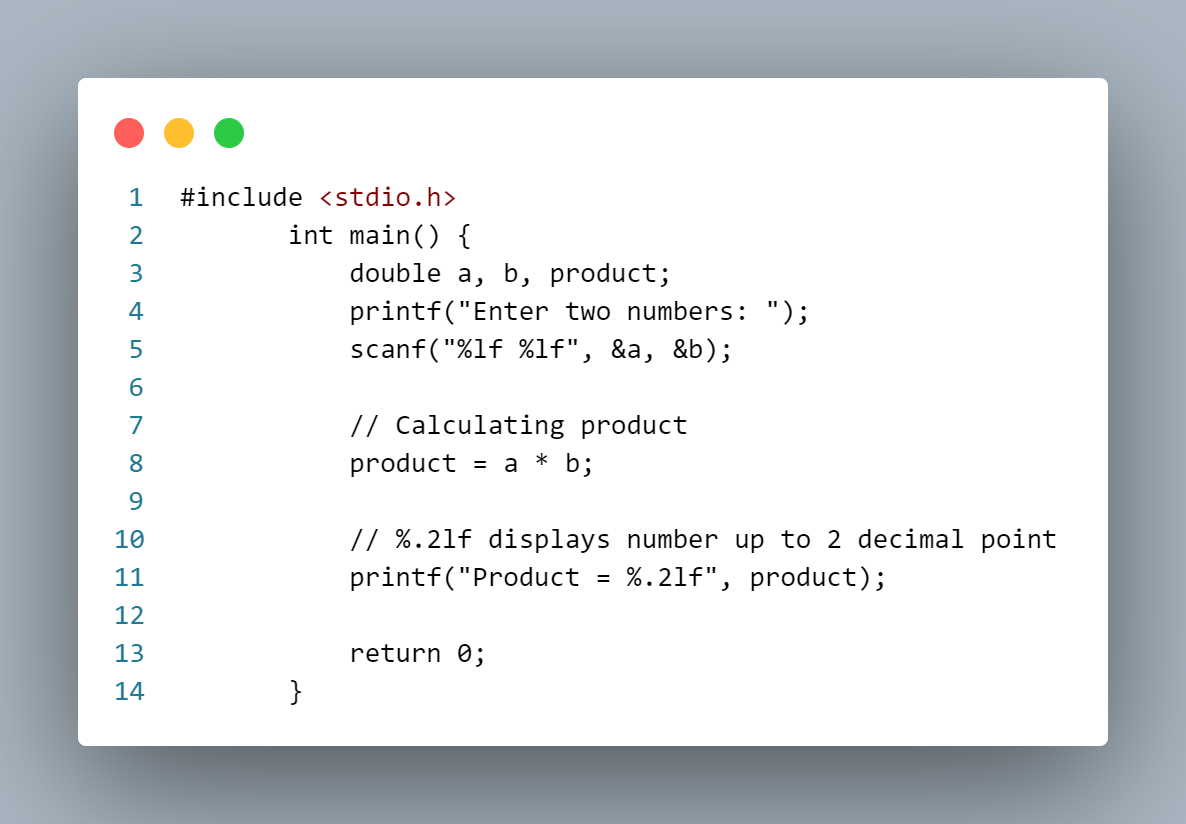 1 #include <stdio.h>
2 int main() {
3 double a, b, product;
4 printf("Enter two numbers: ");
5 scanf("%lf %lf", &a, &b);
6
7 // Calculating product
8 product = a * b;
9
10 // %.2lf displays number up to 2 decimal point
11 printf("Product = %.2lf", product);
12
13 return 0;
14 }